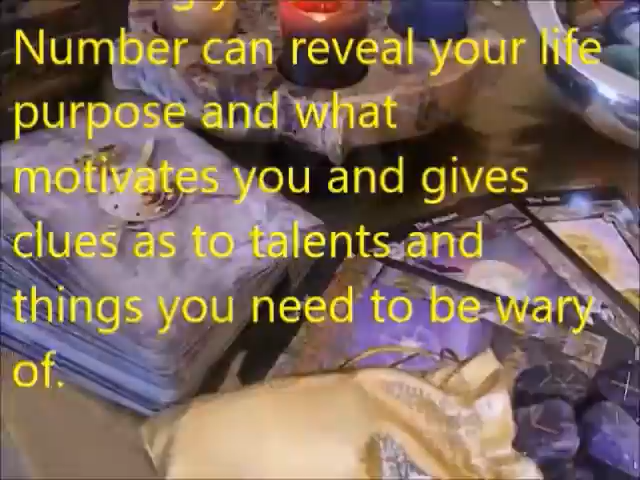 Number can reveal your life
purpose and what
motivates you and gives
clues as to talents and
things you need to be wary
of.